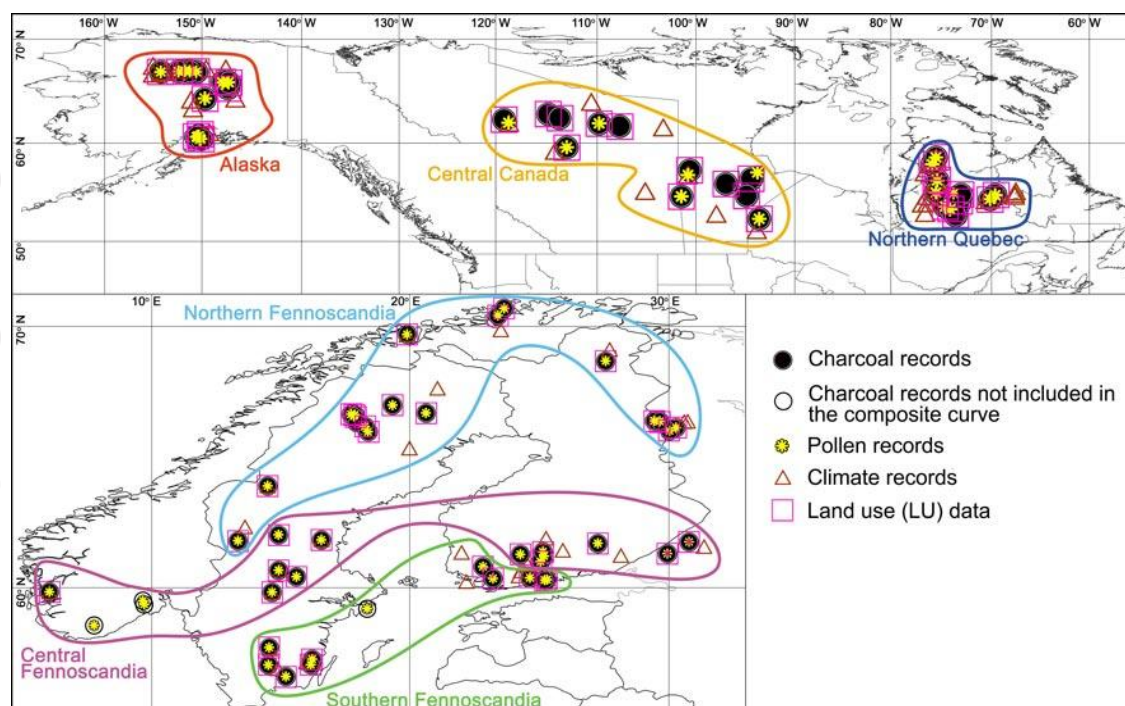 160° W 150° W 140° W 130° W 120° W 110° W 100° W 90° W 80° W 70° W 60° W
70° N
60° N
50° N
Alaska
Central Canada
Northern Quebec
10° E 20° E 30° E
70° N
60° N
Northern Fennoscandia
Central
Fennoscandia
Southern Fennoscandia
Charcoal records
Charcoal records not included in
the composite curve
Pollen records
Climate records
Land use (LU) data